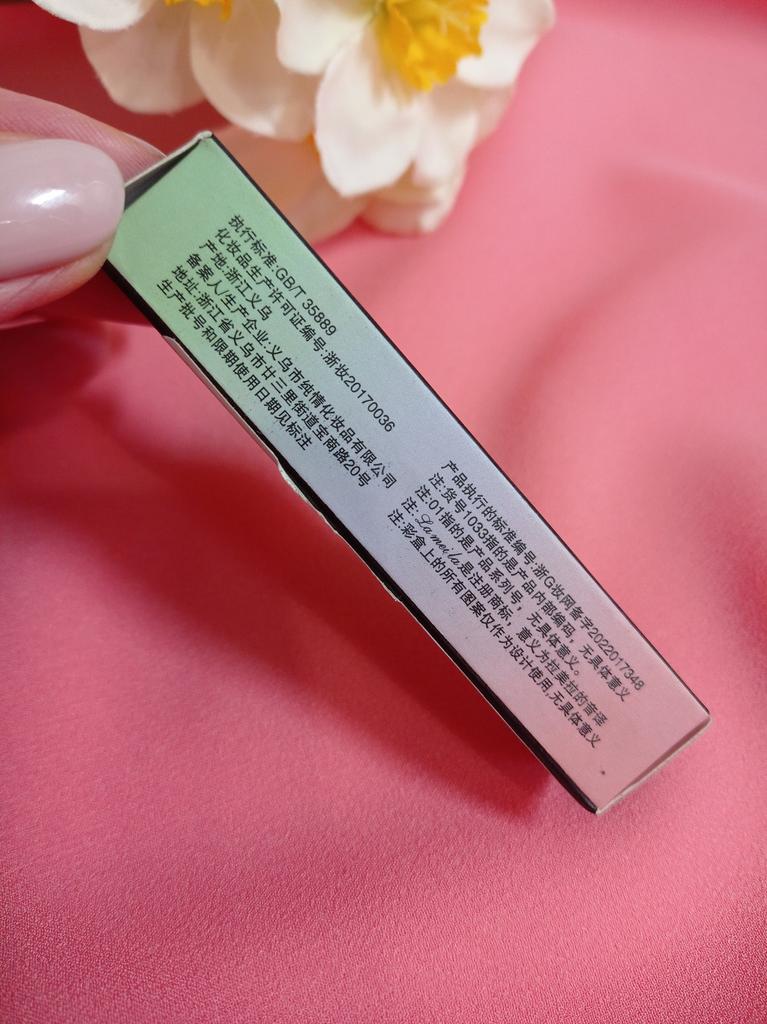 执行标准:GB/T 35889
化妆品生产许可证编号:浙妆20170036
产地:浙江义乌
备案人/生产企业:义乌市纯情化妆品有限公司
地址:浙江省义乌市廿三里街道宝商路20号
生产批号和限期使用日期见标注
产品执行的标准编号:浙G妆网备字2022017348
注:货号1033指的是产品内部编码，无具体意义
注:01指的是产品系列号，无具体意义。
注:Lameila是注册商标，意义为拉美拉的音译
注:彩盒上的所有图案仅作为设计使用,无具体意义